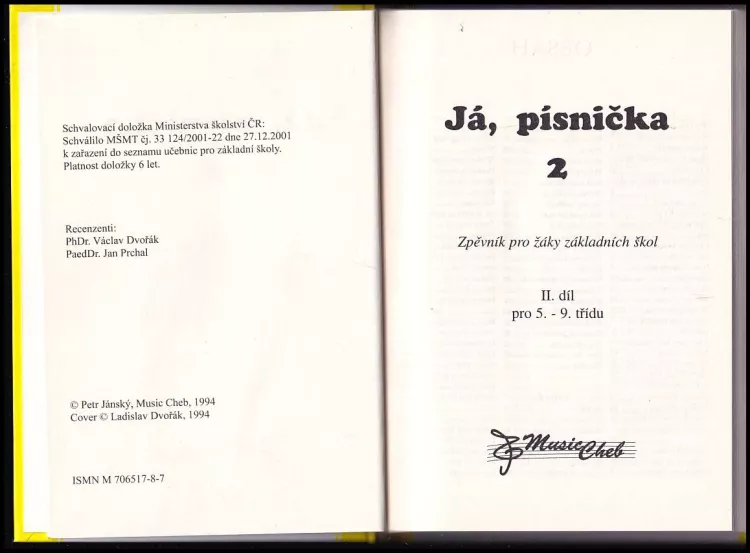 Schvalovací doložka Ministerstva školství ČR:
Schválilo MŠMT čj. 33 124/2001-22 dne 27.12.2001
k zařazení do seznamu učebnic pro základní školy.
Platnost doložky 6 let.
Recenzenti:
PhDr. Václav Dvořák
PaedDr. Jan Prchal
© Petr Jánský, Music Cheb, 1994
Cover © Ladislav Dvořák, 1994
ISMN M 706517-8-7
Já, písnička
2
Zpěvník pro žáky základních škol
II. díl
pro 5. - 9. třídu
Music Cheb